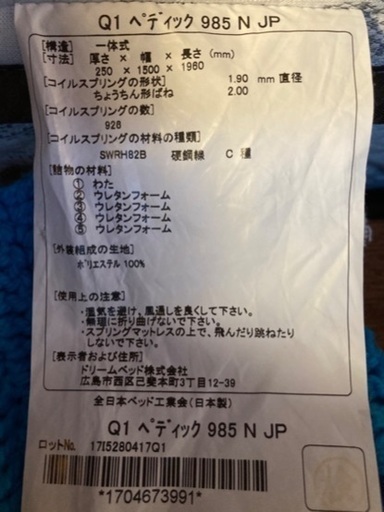 Q1 ペディック 985 N JP
[構造] 一体式
[寸法] 厚さ × 幅 × 長さ (mm)
250 × 1500 × 1960
[コイルスプリングの形状] 1.90 mm 直径
ちょうちん形ばね 2.00
[コイルスプリングの数]
928
[コイルスプリングの材料の種類]
SWRH82B 硬鋼線 C 種
[詰物の材料]
① わた
② ウレタンフォーム
③ ウレタンフォーム
④ ウレタンフォーム
⑤ ウレタンフォーム
[外装組成の生地]
ポリエステル 100%
[使用上の注意]
・湿気を避け、風通しを良くして下さい。
・無理に折り曲げないで下さい。
・スプリングマットレスの上で、飛んだり跳ねたり
しないで下さい。
[表示者および住所]
ドリームベッド株式会社
広島市西区己斐本町3丁目 12-39
全日本ベッド工業会 (日本製)
Q1 ペディック 985 N JP
ロットNo. 17I5280417Q1
*1704673991*